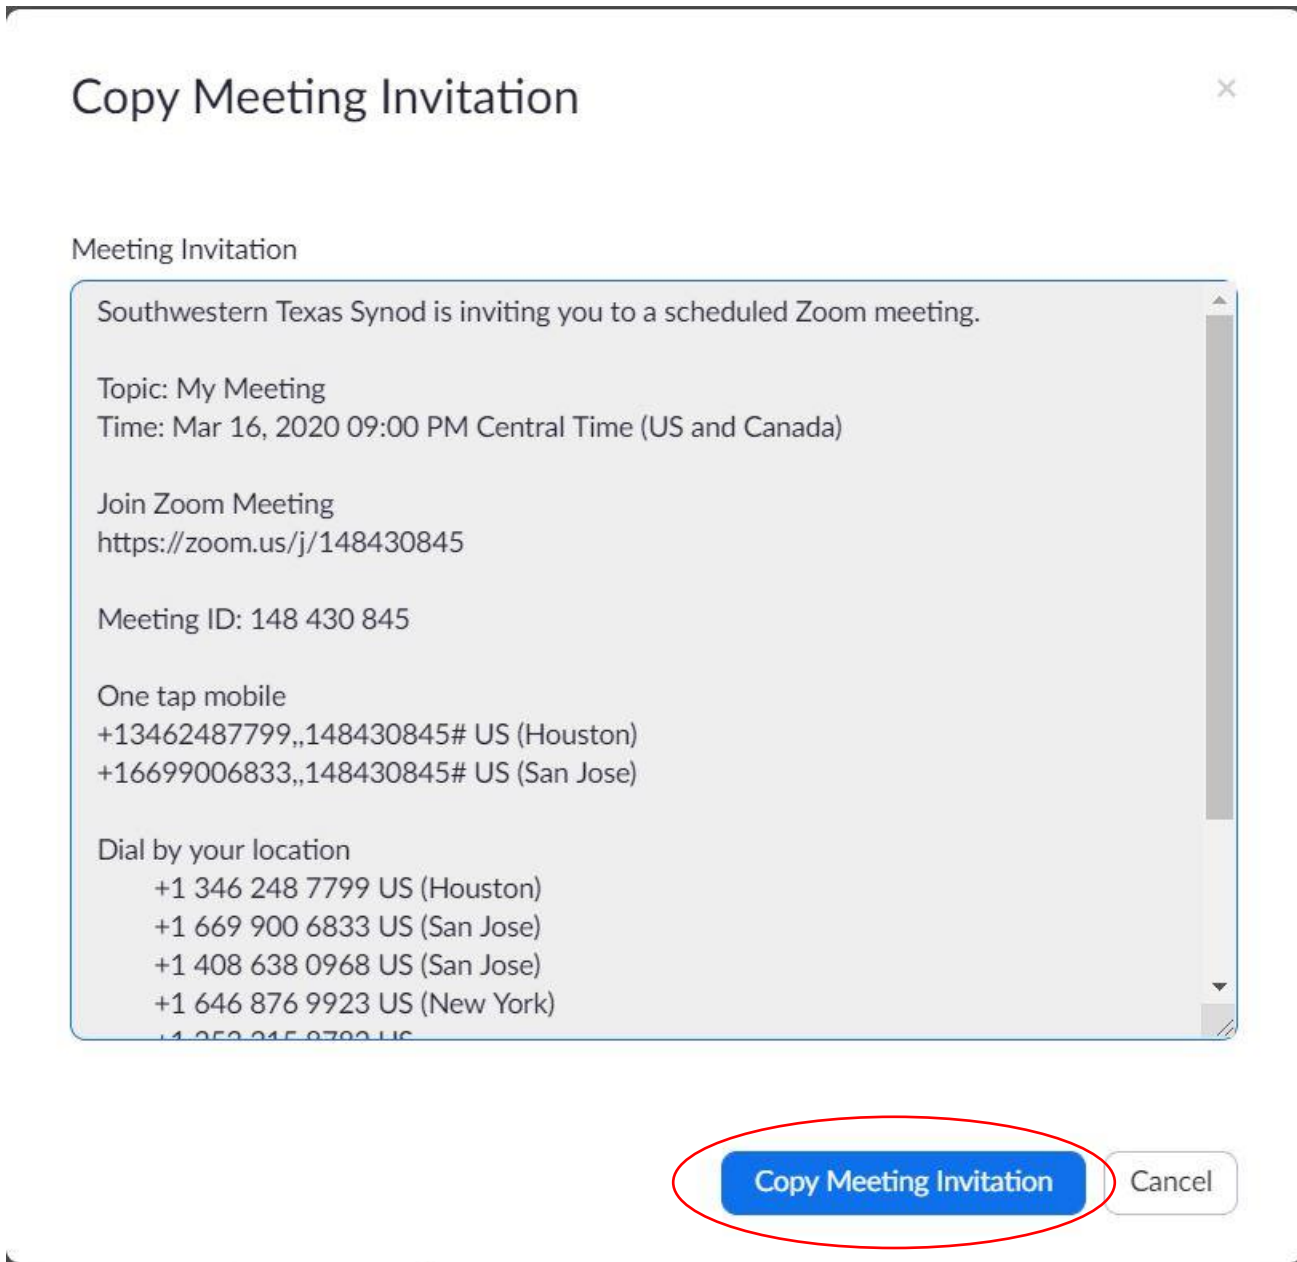 Copy Meeting Invitation
×
Meeting Invitation
Southwestern Texas Synod is inviting you to a scheduled Zoom meeting.
Topic: My Meeting
Time: Mar 16, 2020 09:00 PM Central Time (US and Canada)
Join Zoom Meeting
https://zoom.us/j/148430845
Meeting ID: 148 430 845
One tap mobile
+13462487799,,148430845# US (Houston)
+16699006833,,148430845# US (San Jose)
Dial by your location
+1 346 248 7799 US (Houston)
+1 669 900 6833 US (San Jose)
+1 408 638 0968 US (San Jose)
+1 646 876 9923 US (New York)
Copy Meeting Invitation
Cancel